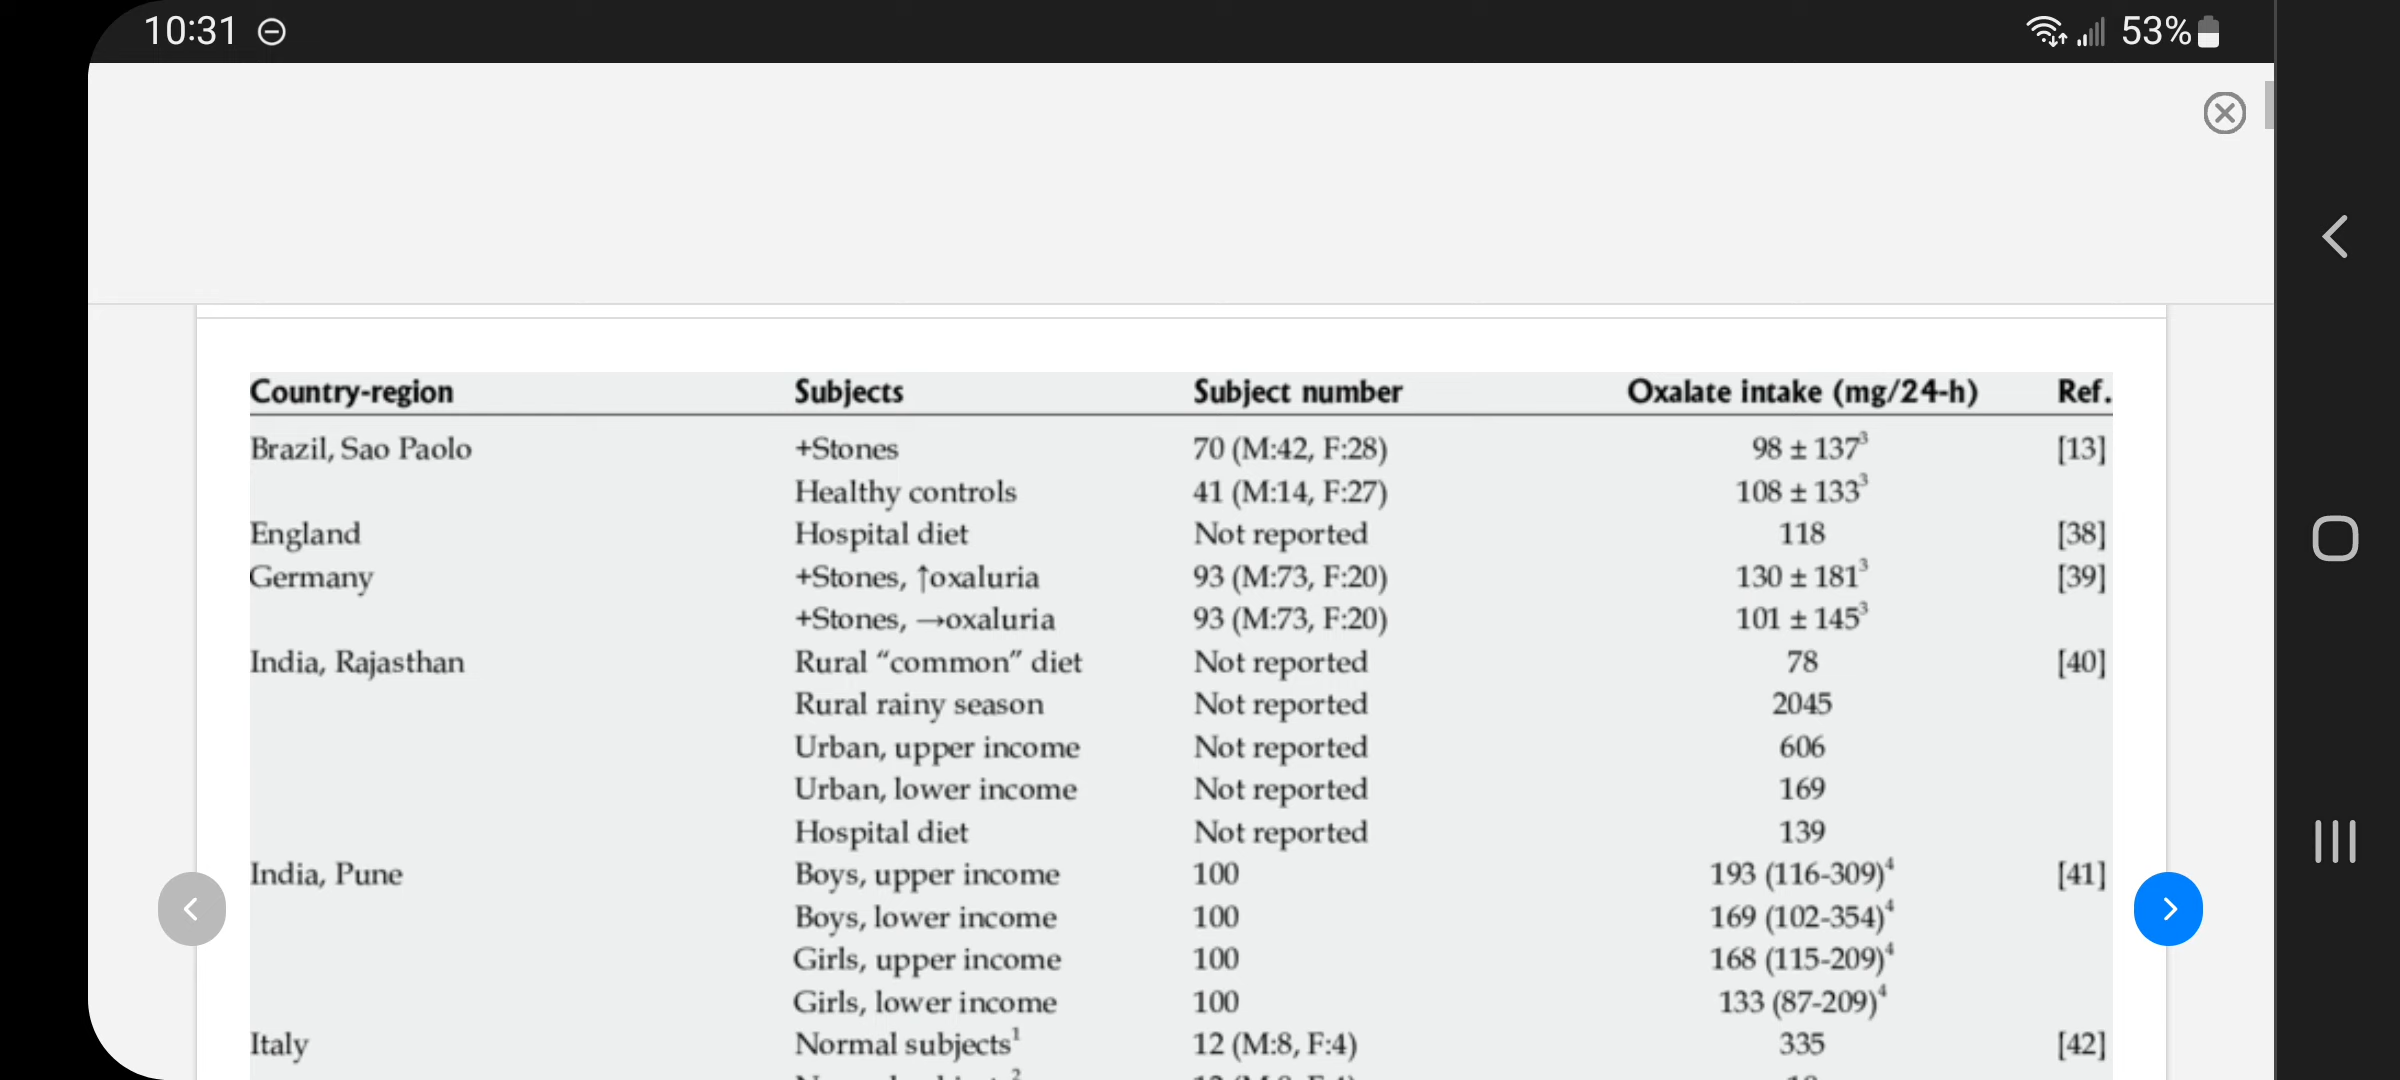 10:31
53%
Country-region Subjects Subject number Oxalate intake (mg/24-h) Ref.
Brazil, Sao Paolo +Stones 70 (M:42, F:28) 98 ± 137³ [13]
Healthy controls 41 (M:14, F:27) 108 ± 133³
England Hospital diet Not reported 118 [38]
Germany +Stones, ↑oxaluria 93 (M:73, F:20) 130 ± 181³ [39]
+Stones, →oxaluria 93 (M:73, F:20) 101 ± 145³
India, Rajasthan Rural “common” diet Not reported 78 [40]
Rural rainy season Not reported 2045
Urban, upper income Not reported 606
Urban, lower income Not reported 169
Hospital diet Not reported 139
India, Pune Boys, upper income 100 193 (116-309)⁴ [41]
Boys, lower income 100 169 (102-354)⁴
Girls, upper income 100 168 (115-209)⁴
Girls, lower income 100 133 (87-209)⁴
Italy Normal subjects¹ 12 (M:8, F:4) 335 [42]